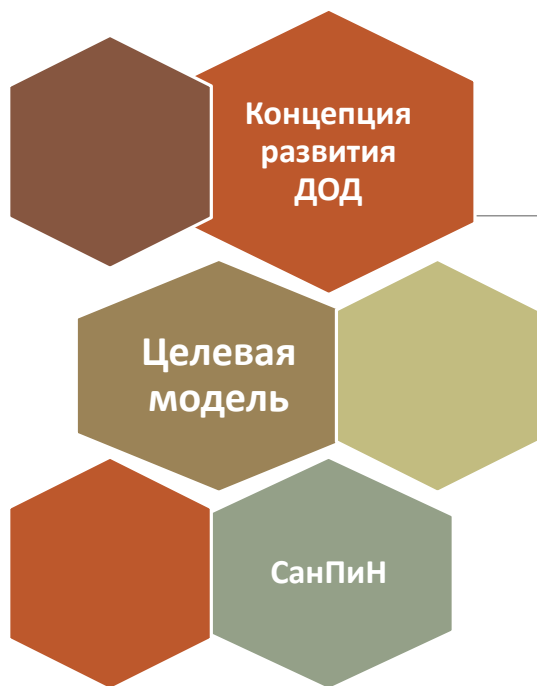 Концепция
развития
ДОД
Целевая
модель
СанПиН